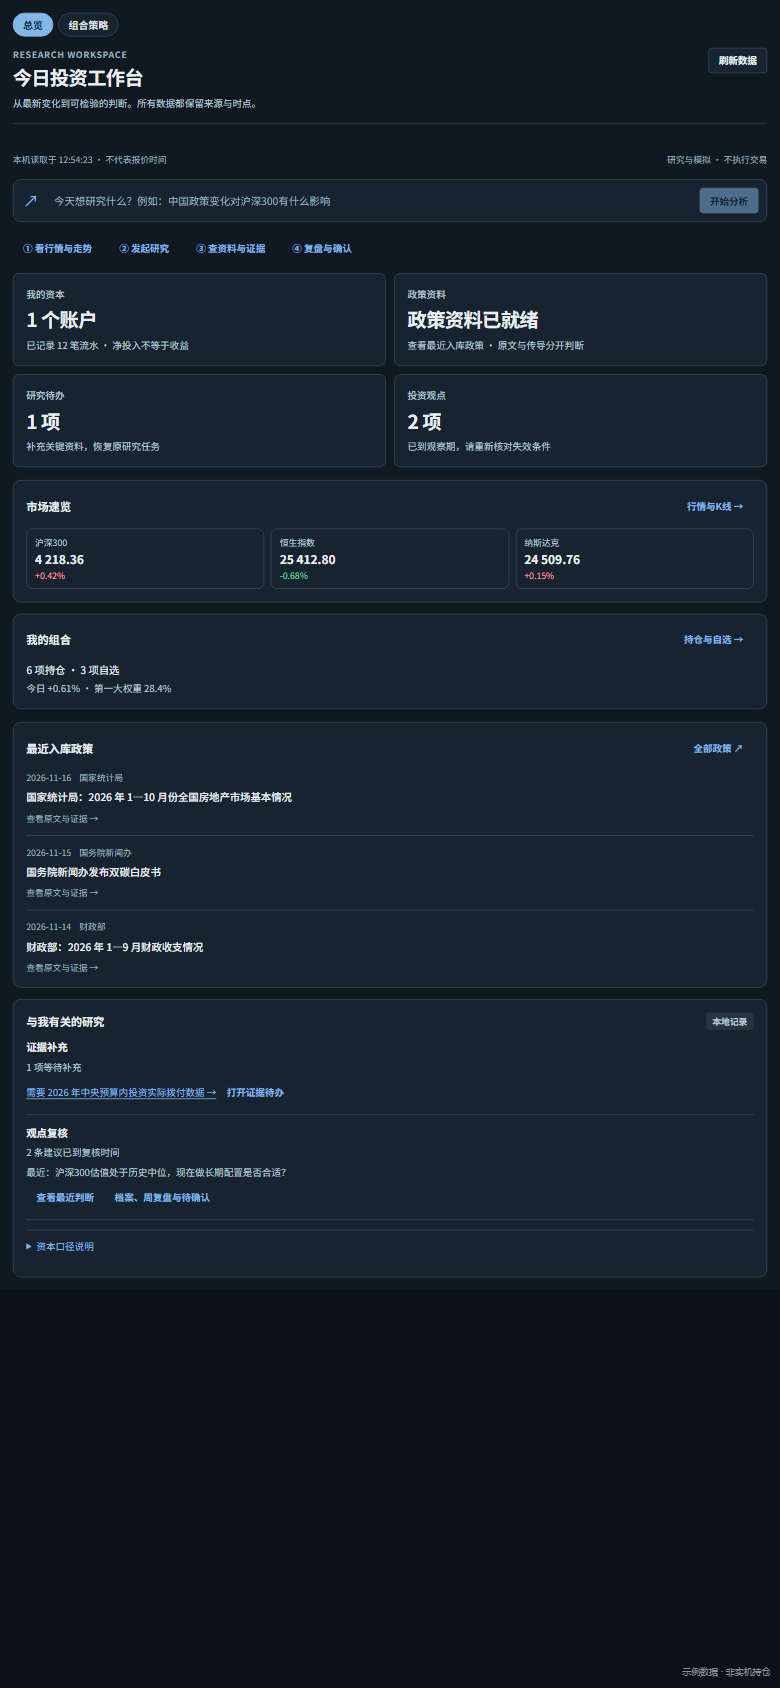 总览 组合策略
RESEARCH WORKSPACE
今日投资工作台
刷新数据
从最新变化到可检验的判断。所有数据都保留来源与时点。
本机读取于 12:54:23 · 不代表报价时间
研究与模拟 · 不执行交易
↗ 今天想研究什么？例如：中国政策变化对沪深300有什么影响
开始分析
① 看行情与走势 ② 发起研究 ③ 查资料与证据 ④ 复盘与确认
我的资本
1 个账户
已记录 12 笔流水 · 净投入不等于收益
政策资料
政策资料已就绪
查看最近入库政策 · 原文与传导分开判断
研究待办
1 项
补充关键资料，恢复原研究任务
投资观点
2 项
已到观察期，请重新核对失效条件
市场速览
行情与K线 →
沪深300
4 218.36
+0.42%
恒生指数
25 412.80
-0.68%
纳斯达克
24 509.76
+0.15%
我的组合
持仓与自选 →
6 项持仓 · 3 项自选
今日 +0.61% · 第一大权重 28.4%
最近入库政策
全部政策 ↗
2026-11-16 国家统计局
国家统计局：2026 年 1—10 月份全国房地产市场基本情况
查看原文与证据 →
2026-11-15 国务院新闻办
国务院新闻办发布双碳白皮书
查看原文与证据 →
2026-11-14 财政部
财政部：2026 年 1—9 月财政收支情况
查看原文与证据 →
与我有关的研究
本地记录
证据补充
1 项等待补充
需要 2026 年中央预算内投资实际拨付数据 → 打开证据待办
观点复核
2 条建议已到复核时间
最近：沪深300估值处于历史中位，现在做长期配置是否合适？
查看最近判断 档案、周复盘与待确认
▶ 资本口径说明
示例数据 · 非实机持仓